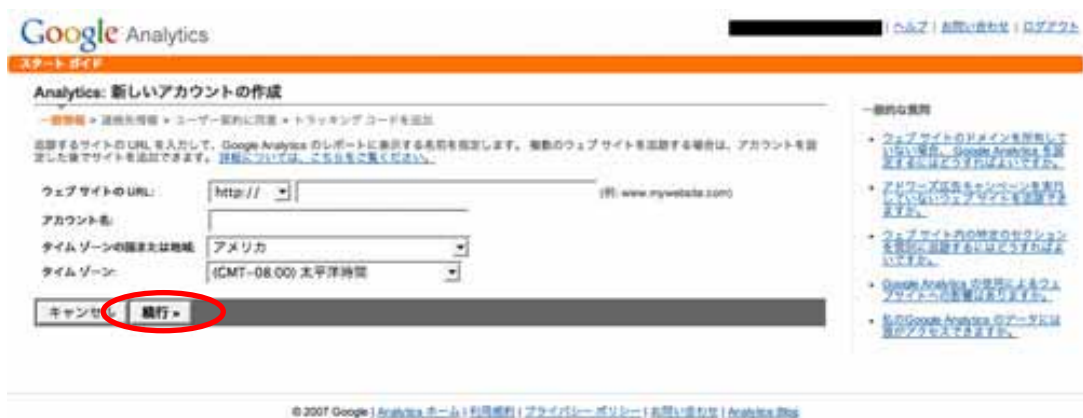 Google Analytics
ヘルプ | お問い合わせ | ログアウト
スタート ガイド
Analytics: 新しいアカウントの作成
一般情報 > 連絡先情報 > ユーザー契約に同意 > トラッキング コードを追加
追跡するサイトの URL を入力して、Google Analytics のレポートに表示する名前を指定します。 複数のウェブ サイトを追跡する場合は、アカウントを設
定した後でサイトを追加できます。 詳細については、こちらをご覧ください。
ウェブ サイトの URL: http:// (例: www.mywebsite.com)
アカウント名:
タイム ゾーンの国または地域: アメリカ
タイム ゾーン: (GMT-08:00) 太平洋時間
キャンセル 続行 »
一般的な質問
ウェブ サイトのドメインを所有して
いない場合、Google Analytics を設
定するにはどうすればよいですか。
アドワーズ広告キャンペーンを実行
していないウェブ サイトを追跡でき
ますか。
ウェブ サイト内の特定のセクション
を個別に追跡するにはどうすればよ
いですか。
Google Analytics の使用によるウェ
ブサイトへの影響はありますか。
私のGoogle Analytics のデータには
誰がアクセスできますか。
© 2007 Google | Analytics ホーム | 利用規約 | プライバシー ポリシー | お問い合わせ | Analytics Blog